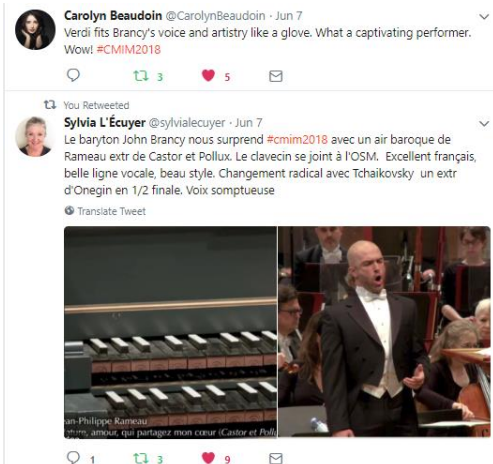 Carolyn Beaudoin @CarolynBeaudoin · Jun 7
Verdi fits Brancy's voice and artistry like a glove. What a captivating performer.
Wow! #CMIM2018
3 5
You Retweeted
Sylvia L'Écuyer @sylvialecuyer · Jun 7
Le baryton John Brancy nous surprend #cmim2018 avec un air baroque de
Rameau extr de Castor et Pollux. Le clavecin se joint à l'OSM. Excellent français,
belle ligne vocale, beau style. Changement radical avec Tchaikovsky un extr
d'Onegin en 1/2 finale. Voix somptueuse
Translate Tweet
ean-Philippe Rameau
ature, amour, qui partagez mon cœur (Castor et Pollu
1 3 9